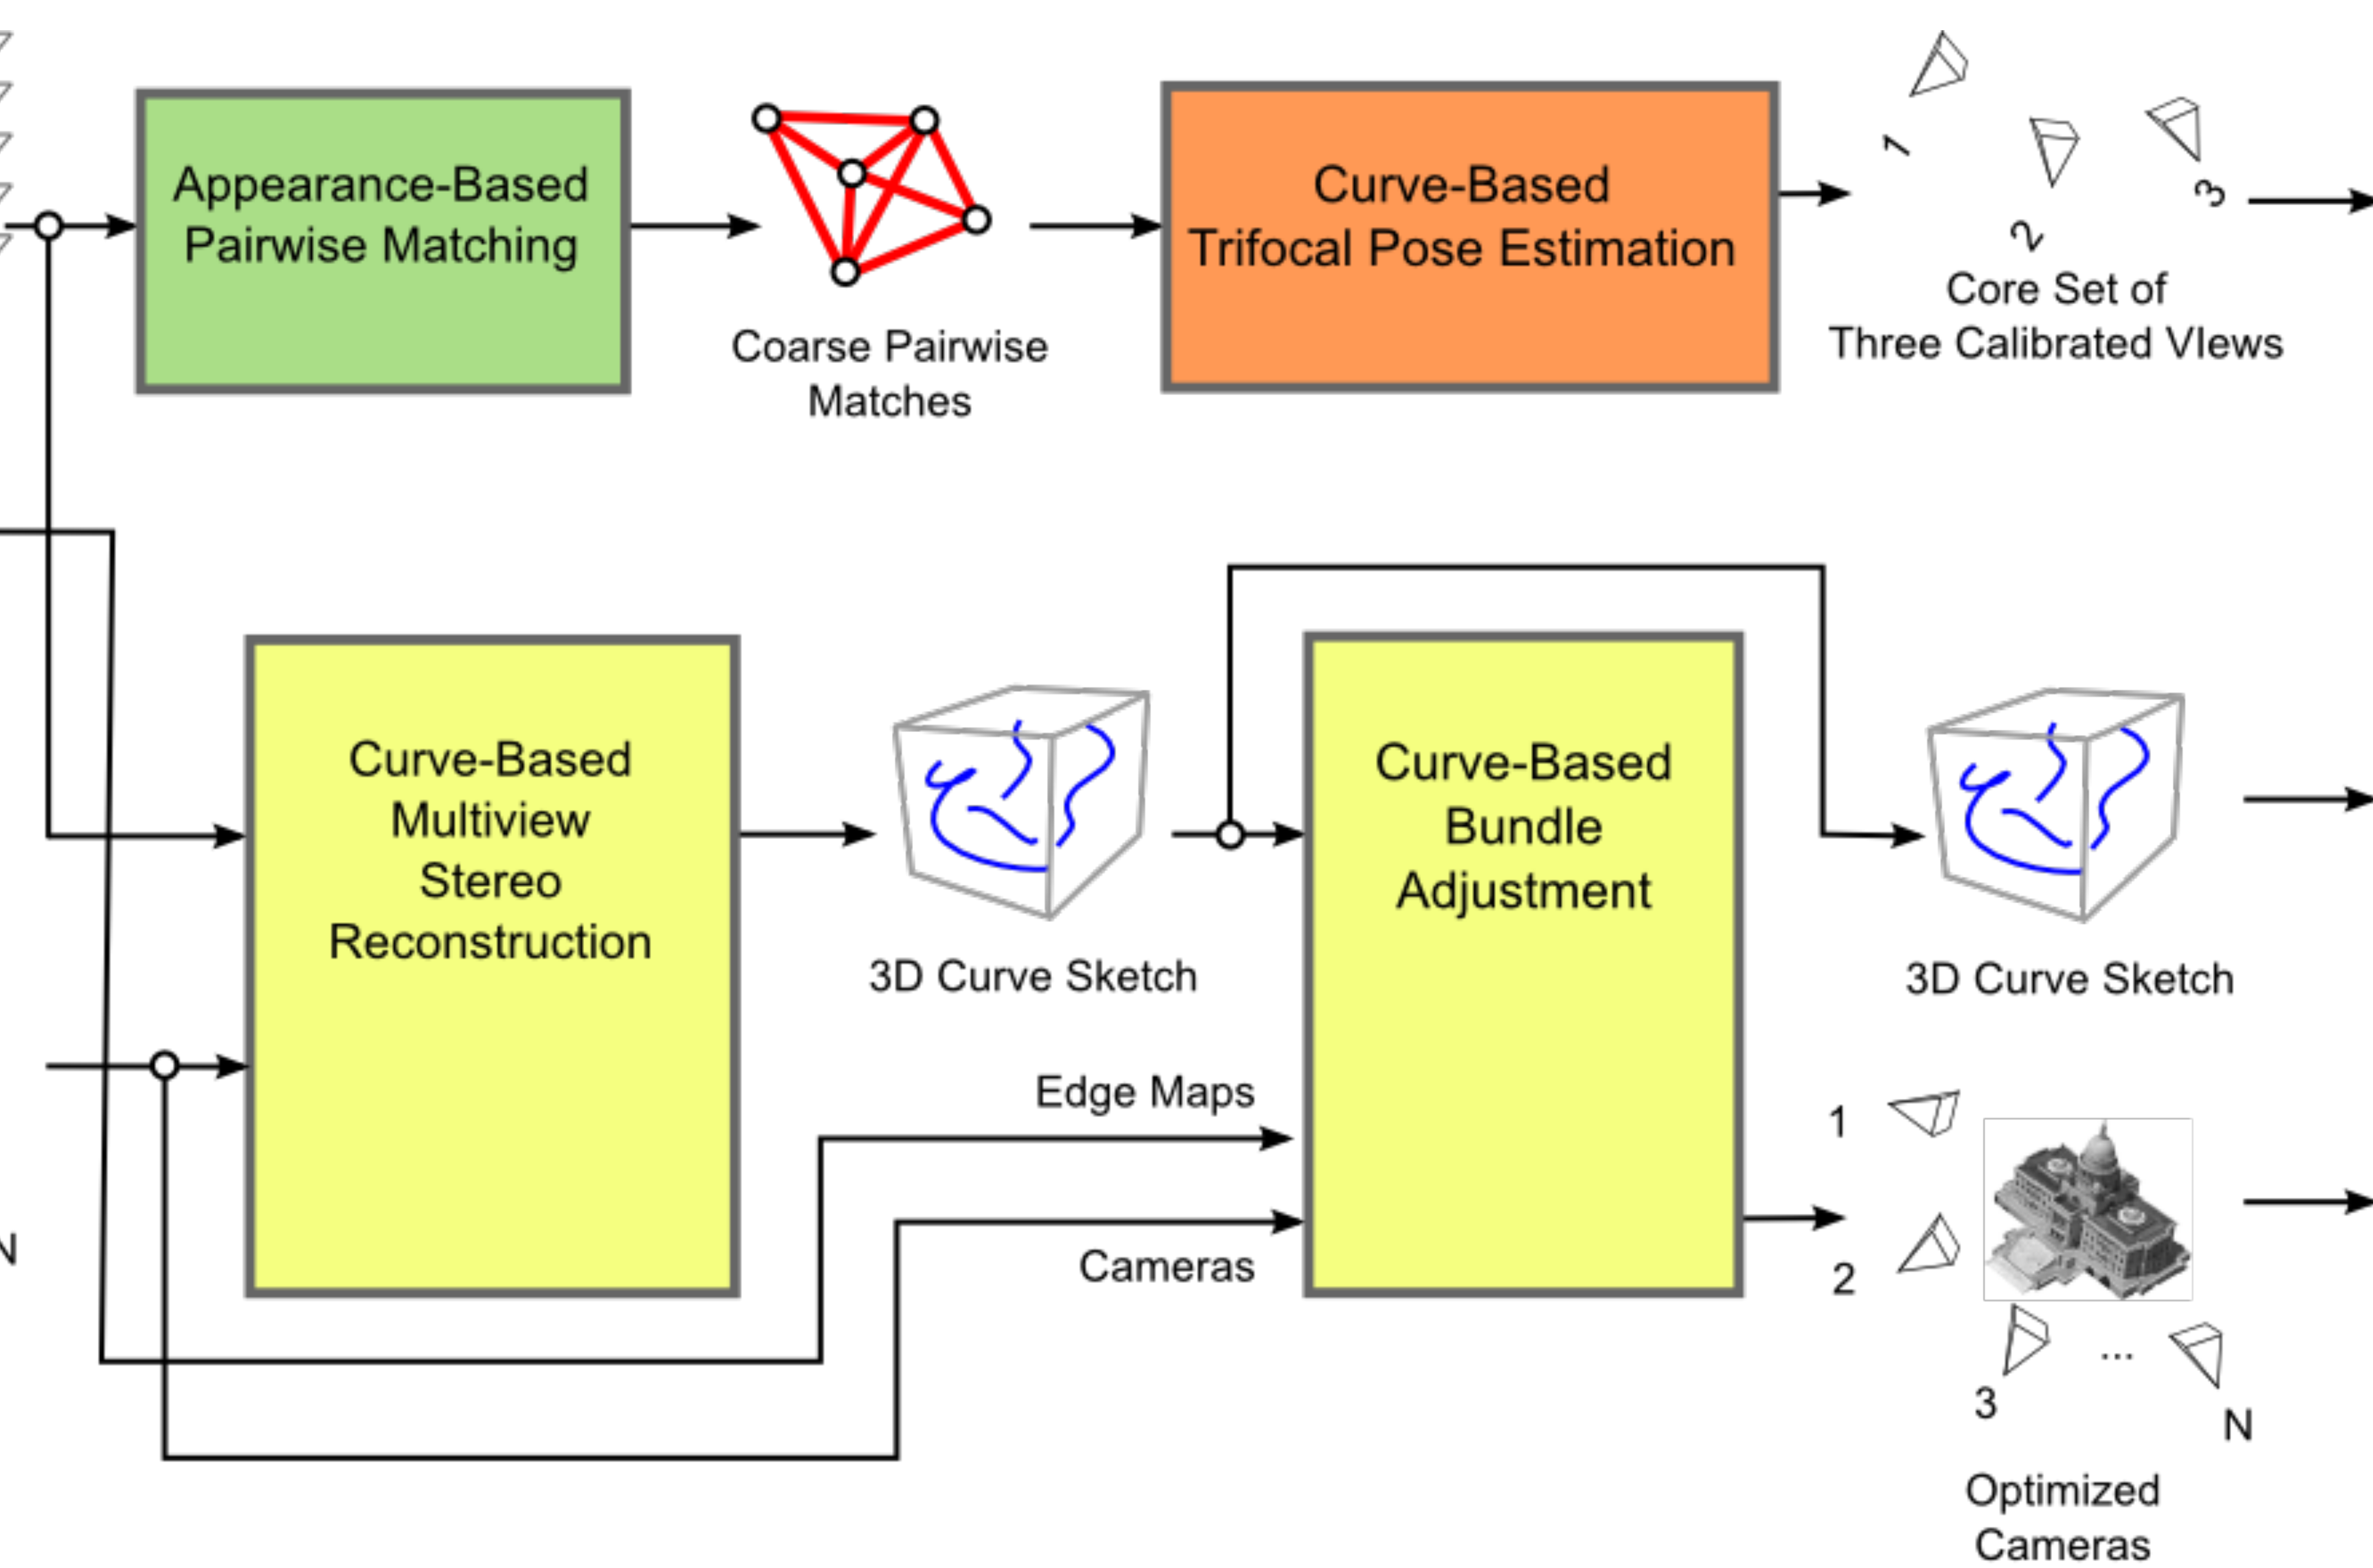 Appearance-Based
Pairwise Matching
Coarse Pairwise
Matches
Curve-Based
Trifocal Pose Estimation
1
2
3
Core Set of
Three Calibrated VIews
Curve-Based
Multiview
Stereo
Reconstruction
3D Curve Sketch
Edge Maps
Cameras
Curve-Based
Bundle
Adjustment
3D Curve Sketch
1
2
3
...
N
Optimized
Cameras
N